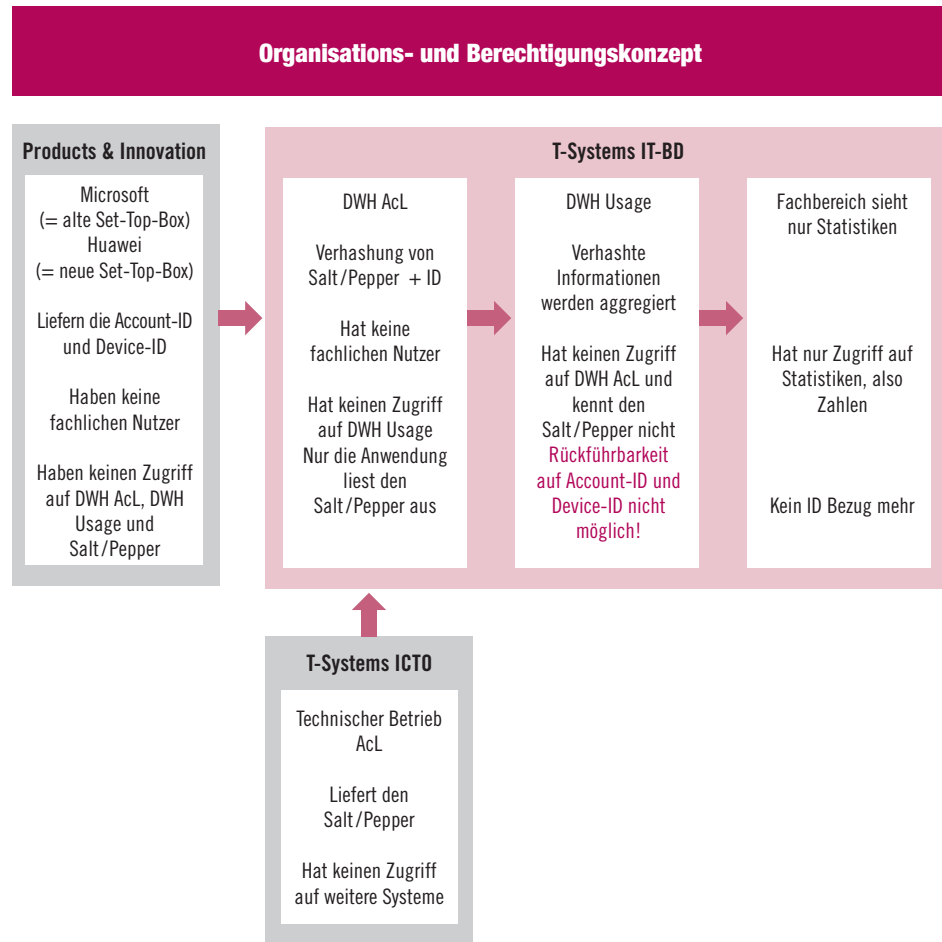 Organisations- und Berechtigungskonzept
Products & Innovation
Microsoft
(= alte Set-Top-Box)
Huawei
(= neue Set-Top-Box)
Liefern die Account-ID
und Device-ID
Haben keine
fachlichen Nutzer
Haben keinen Zugriff
auf DWH AcL, DWH
Usage und
Salt/Pepper
T-Systems IT-BD
DWH AcL
Verhashung von
Salt/Pepper + ID
Hat keine
fachlichen Nutzer
Hat keinen Zugriff
auf DWH Usage
Nur die Anwendung
liest den
Salt/Pepper aus
DWH Usage
Verhashte
Informationen
werden aggregiert
Hat keinen Zugriff
auf DWH AcL und
kennt den
Salt/Pepper nicht
Rückführbarkeit
auf Account-ID und
Device-ID nicht
möglich!
Fachbereich sieht
nur Statistiken
Hat nur Zugriff auf
Statistiken, also
Zahlen
Kein ID Bezug mehr
T-Systems ICTO
Technischer Betrieb
AcL
Liefert den
Salt/Pepper
Hat keinen Zugriff
auf weitere Systeme